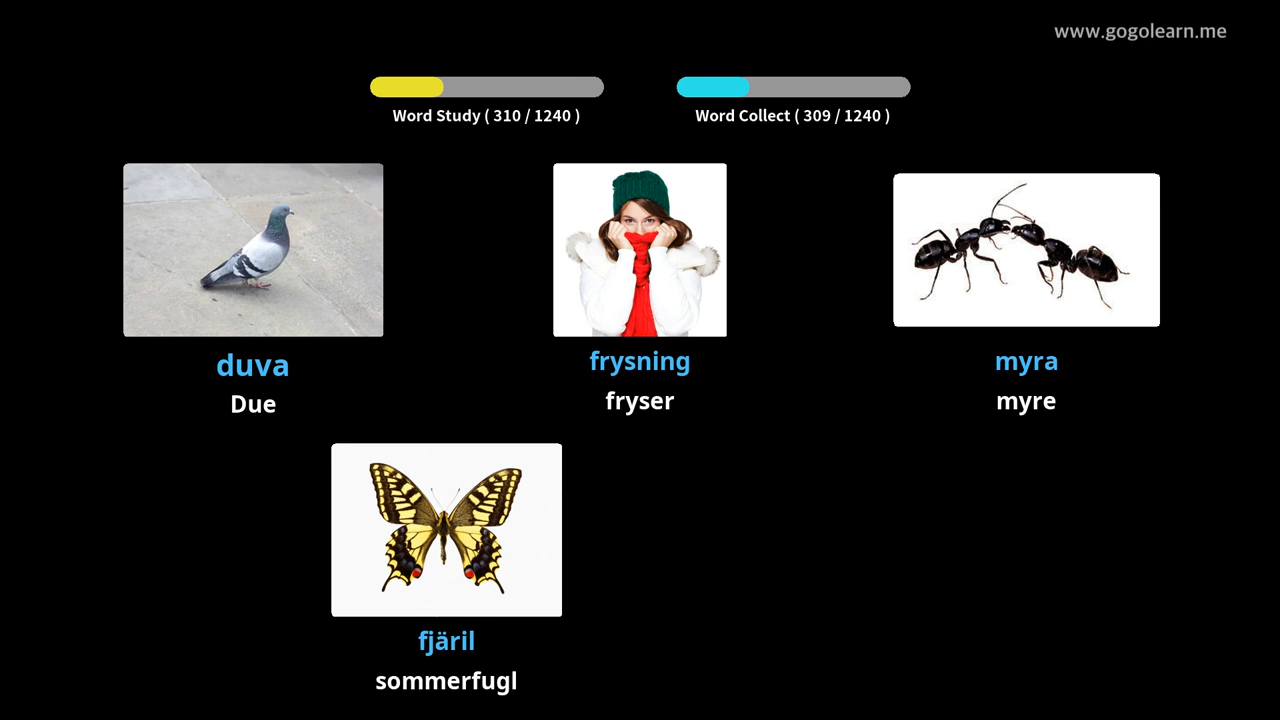 www.gogolearn.me
Word Study ( 310 / 1240 )
Word Collect ( 309 / 1240 )
duva
Due
frysning
fryser
myra
myre
fjäril
sommerfugl